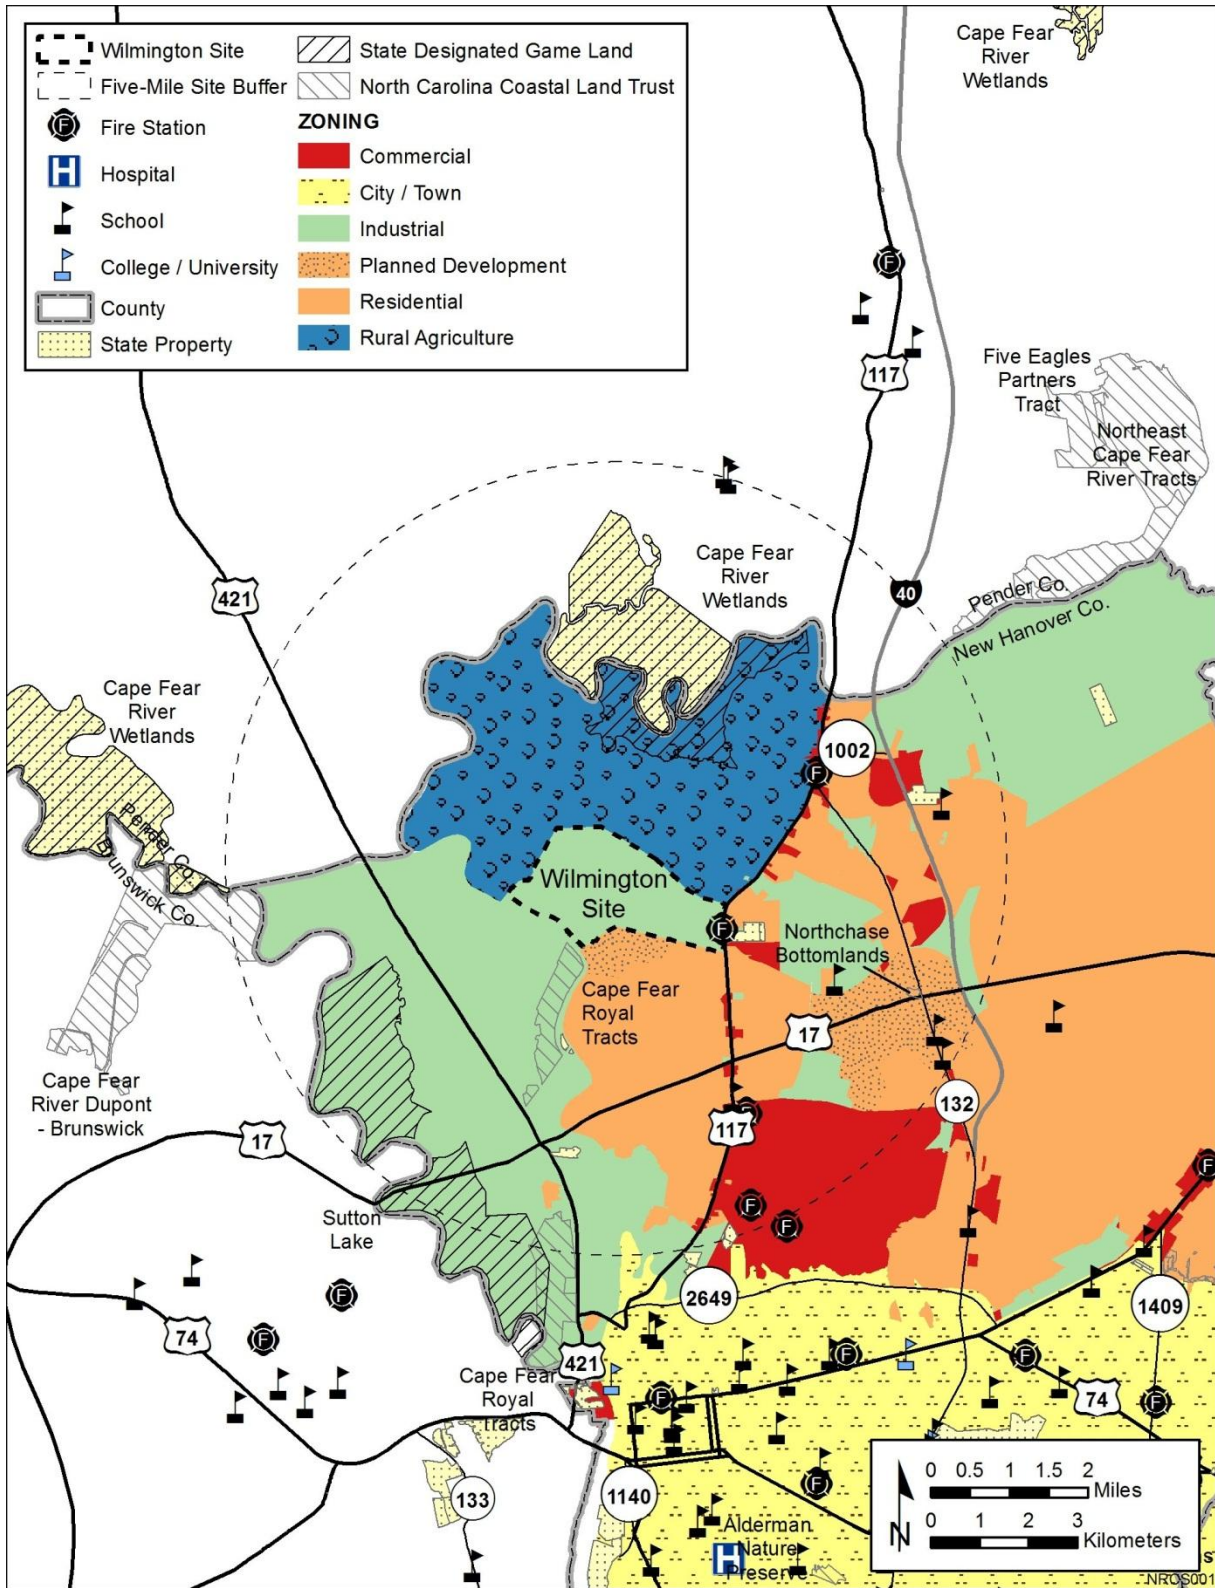 Wilmington Site
Five-Mile Site Buffer
Fire Station
Hospital
School
College / University
County
State Property
State Designated Game Land
North Carolina Coastal Land Trust
ZONING
Commercial
City / Town
Industrial
Planned Development
Residential
Rural Agriculture
F
H
Cape Fear
River
Wetlands
F
117
Five Eagles
Partners
Tract
Northeast
Cape Fear
River Tracts
Cape Fear
River
Wetlands
421
40
Pender Co.
New Hanover Co.
Cape Fear
River
Wetlands
1002
F
Pender Co.
Brunswick Co.
Wilmington
Site
F
Northchase
Bottomlands
Cape Fear
Royal
Tracts
17
Cape Fear
River Dupont
- Brunswick
17
132
F
117
F
F
F
Sutton
Lake
F
2649
1409
74
F
421
F
F
74
Cape Fear
Royal
Tracts
F
F
133
1140
F
Alderman
Nature
Preserve
H
N
0 0.5 1 1.5 2
Miles
0 1 2 3
Kilometers
NROS001